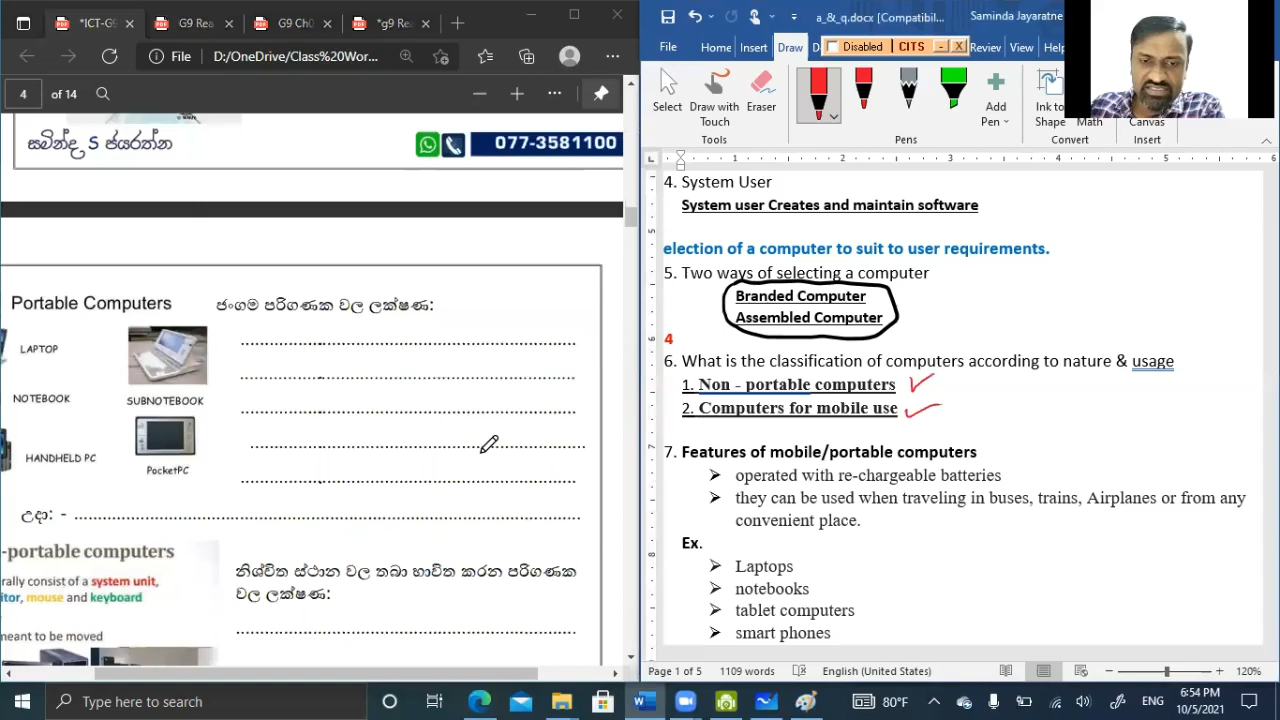 *ICT-G9
G9 Rea
G9 Ch0
*g9 Rea
File
D:/OneDrive/Class%20Wor...
4
of 14
සමින්ද S ජයරත්න
077-3581100
Portable Computers
ජංගම පරිගණක වල ලක්ෂණ:
LAPTOP
NOTEBOOK
SUBNOTEBOOK
HANDHELD PC
PocketPC
උදා: -
-portable computers
rally consist of a system unit,
itor, mouse and keyboard
meant to be moved
නිශ්චිත ස්ථාන වල තබා භාවිත කරන පරිගණක
වල ලක්ෂණ:
a_&_q.docx [Compatibil...
Saminda Jayaratne
File
Home
Insert
Draw
D
Disabled
CITS
Review
View
Help
Select
Draw with
Touch
Eraser
Add
Pen
Ink to
Shape
Math
Canvas
Tools
Pens
Convert
Insert
4. System User
System user Creates and maintain software
election of a computer to suit to user requirements.
5. Two ways of selecting a computer
Branded Computer
Assembled Computer
4
6. What is the classification of computers according to nature & usage
1. Non - portable computers
2. Computers for mobile use
7. Features of mobile/portable computers
operated with re-chargeable batteries
they can be used when traveling in buses, trains, Airplanes or from any
convenient place.
Ex.
Laptops
notebooks
tablet computers
smart phones
Page 1 of 5
1109 words
English (United States)
120%
Type here to search
80°F
ENG
6:54 PM
10/5/2021